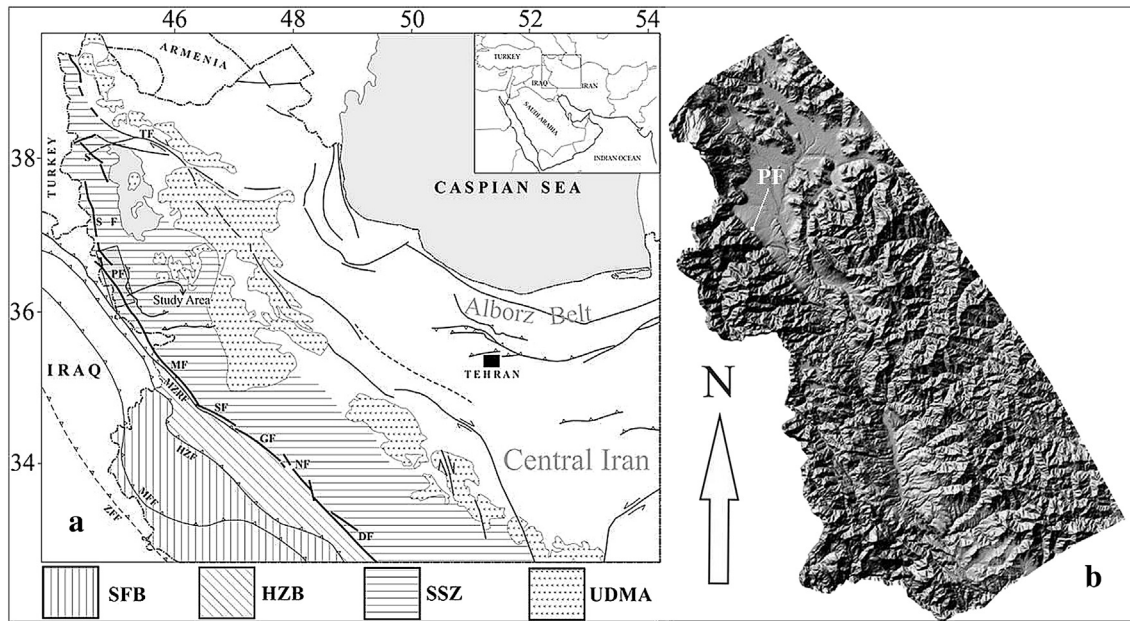 46 48 50 52 54
38
36
34
ARMENIA
TURKEY
TURKEY
IRAQ
IRAN
SAUDI ARABIA
INDIAN OCEAN
TF
S
CASPIAN SEA
S F
PF
Study Area
Alborz Belt
TEHRAN
IRAQ
MF
MZRF
SF
GF
NF
Central Iran
HZF
MFF
ZFF
DF
a
SFB HZB SSZ UDMA
PF
N
b